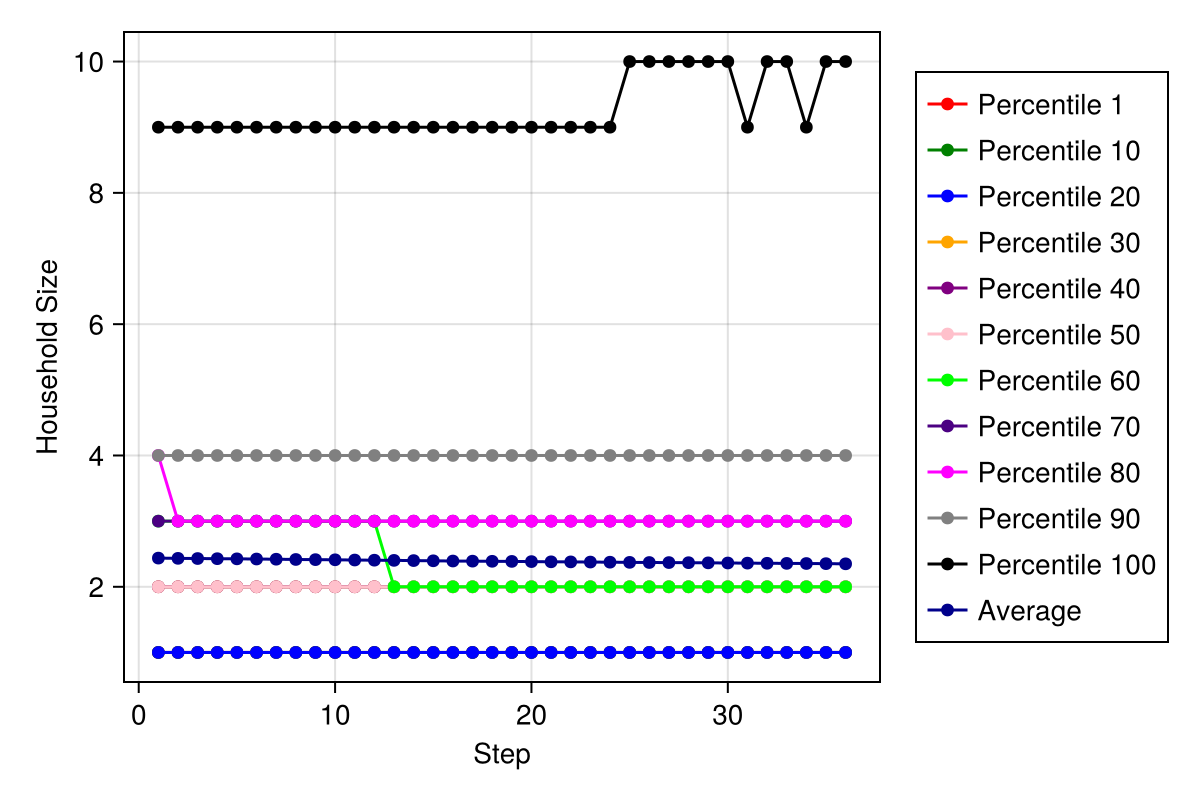 10
8
6
4
2
Household Size
0
10
20
30
Step
Percentile 1
Percentile 10
Percentile 20
Percentile 30
Percentile 40
Percentile 50
Percentile 60
Percentile 70
Percentile 80
Percentile 90
Percentile 100
Average